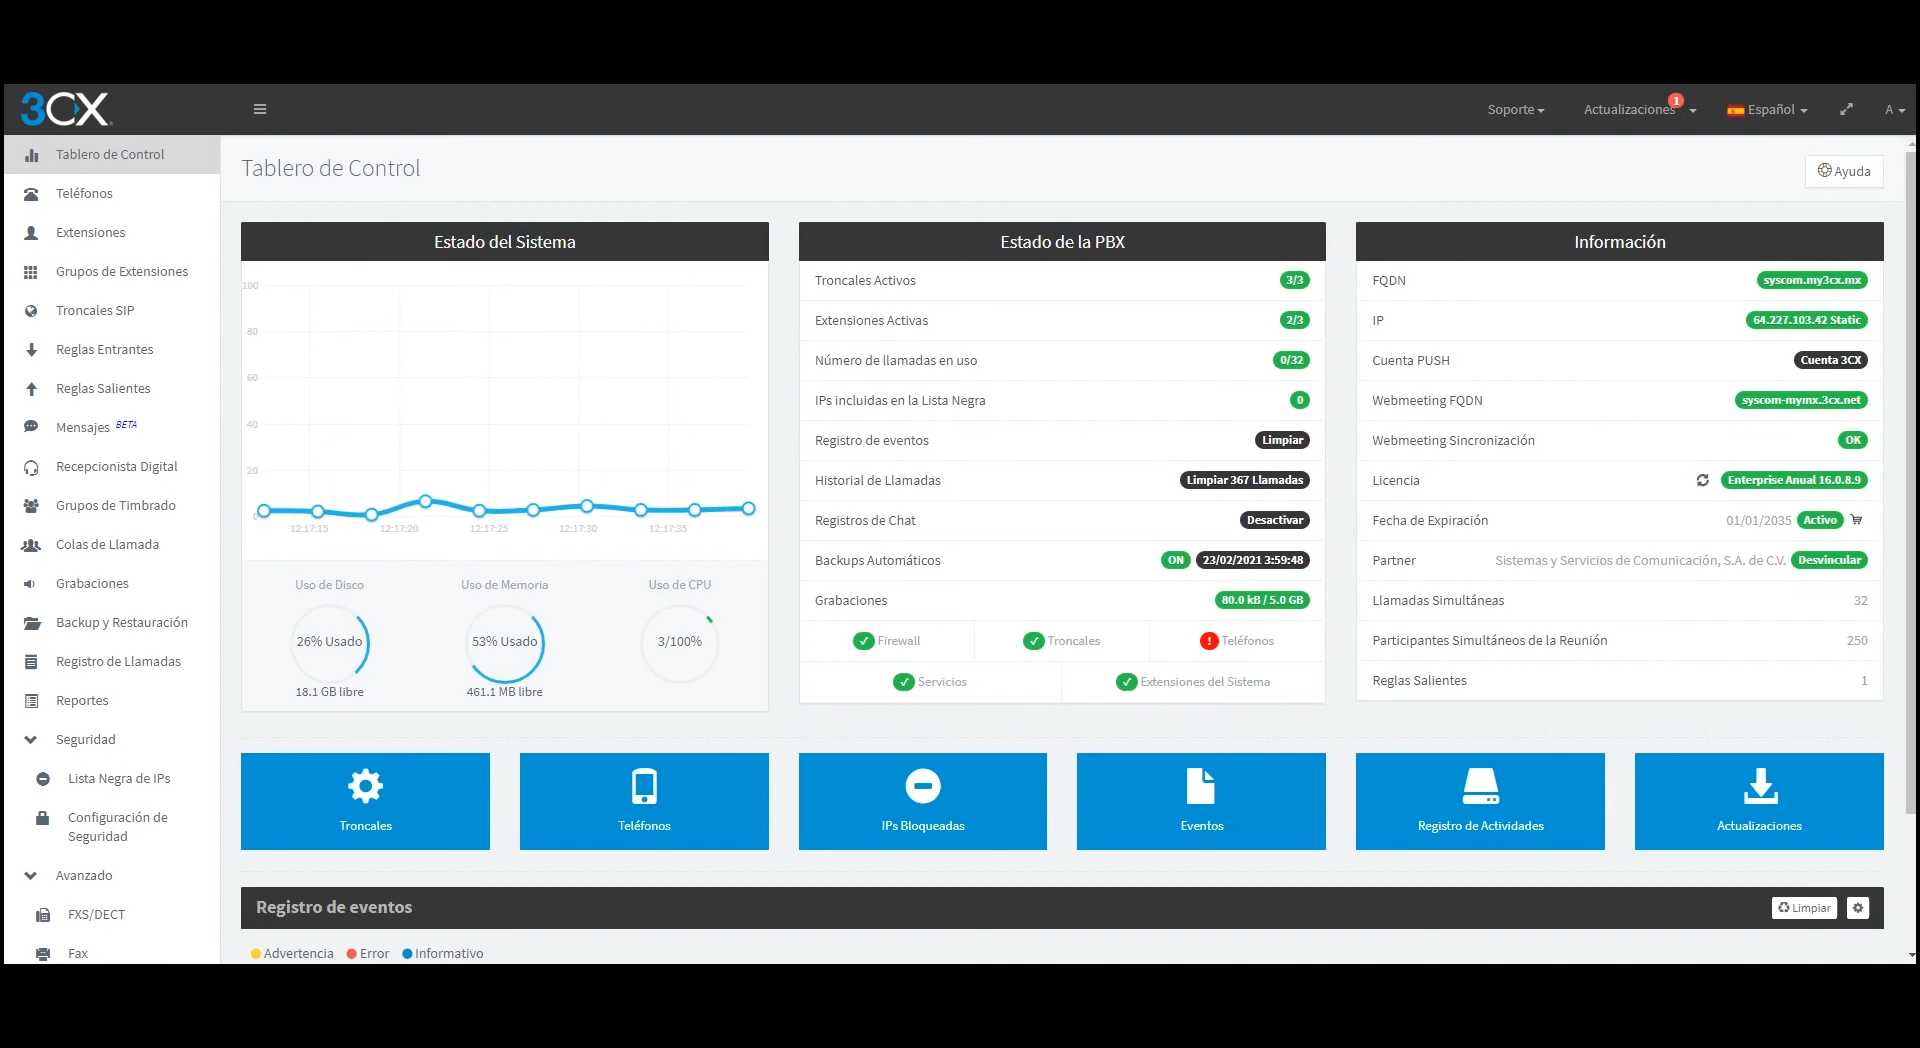 3CX
Soporte
Actualizaciones 1
Español
A
Tablero de Control
Teléfonos
Extensiones
Grupos de Extensiones
Troncales SIP
Reglas Entrantes
Reglas Salientes
Mensajes BETA
Recepcionista Digital
Grupos de Timbrado
Colas de Llamada
Grabaciones
Backup y Restauración
Registro de Llamadas
Reportes
Seguridad
Lista Negra de IPs
Configuración de
Seguridad
Avanzado
FXS/DECT
Fax
Tablero de Control
Ayuda
Estado del Sistema
100
80
60
40
20
0
12:17:15 12:17:20 12:17:25 12:17:30 12:17:35
Uso de Disco
26% Usado
18.1 GB libre
Uso de Memoria
53% Usado
461.1 MB libre
Uso de CPU
3/100%
Estado de la PBX
Troncales Activos 3/3
Extensiones Activas 2/3
Número de llamadas en uso 0/32
IPs incluidas en la Lista Negra 0
Registro de eventos Limpiar
Historial de Llamadas Limpiar 367 Llamadas
Registros de Chat Desactivar
Backups Automáticos ON 23/02/2021 3:59:48
Grabaciones 80.0 kB / 5.0 GB
Firewall Troncales Teléfonos
Servicios Extensiones del Sistema
Información
FQDN syscom.my3cx.mx
IP 64.227.103.42 Static
Cuenta PUSH Cuenta 3CX
Webmeeting FQDN syscom-mymx.3cx.net
Webmeeting Sincronización OK
Licencia Enterprise Anual 16.0.8.9
Fecha de Expiración 01/01/2035 Activo
Partner Sistemas y Servicios de Comunicación, S.A. de C.V. Desvincular
Llamadas Simultáneas 32
Participantes Simultáneos de la Reunión 250
Reglas Salientes 1
Troncales
Teléfonos
IPs Bloqueadas
Eventos
Registro de Actividades
Actualizaciones
Registro de eventos
Limpiar
Advertencia Error Informativo